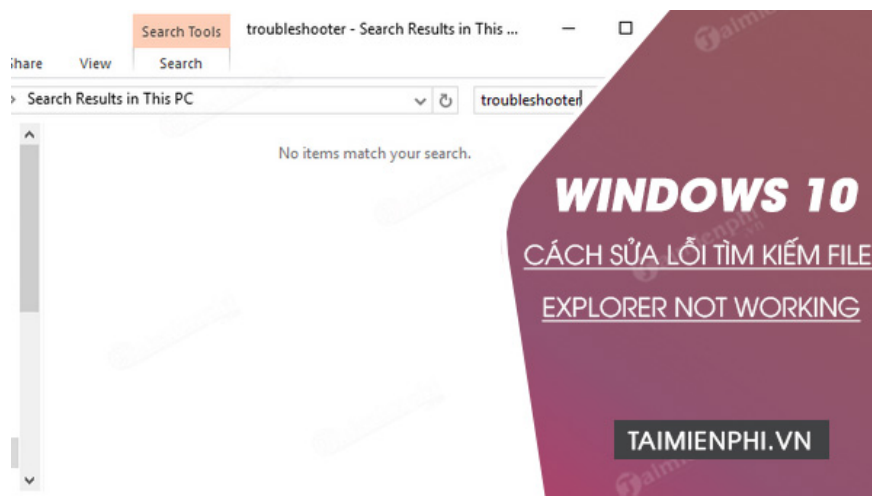 Search Tools
troubleshooter - Search Results in This ...
Share
View
Search
Search Results in This PC
troubleshooter
No items match your search.
WINDOWS 10
CÁCH SỬA LỖI TÌM KIẾM FILE
EXPLORER NOT WORKING
TAIMIENPHI.VN